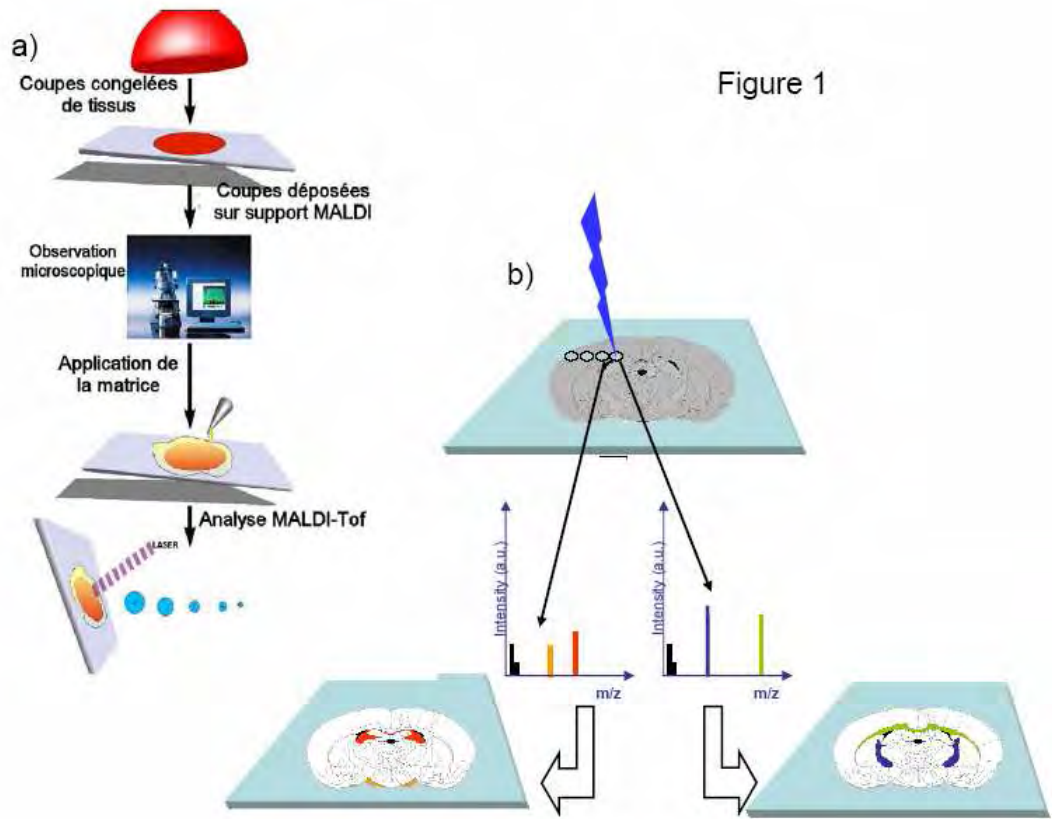 a)
Coupes congelées
de tissus
Figure 1
Coupes déposées
sur support MALDI
Observation
microscopique
b)
Application de
la matrice
Analyse MALDI-Tof
LASER
Intensity (a.u.)
m/z
Intensity (a.u.)
m/z